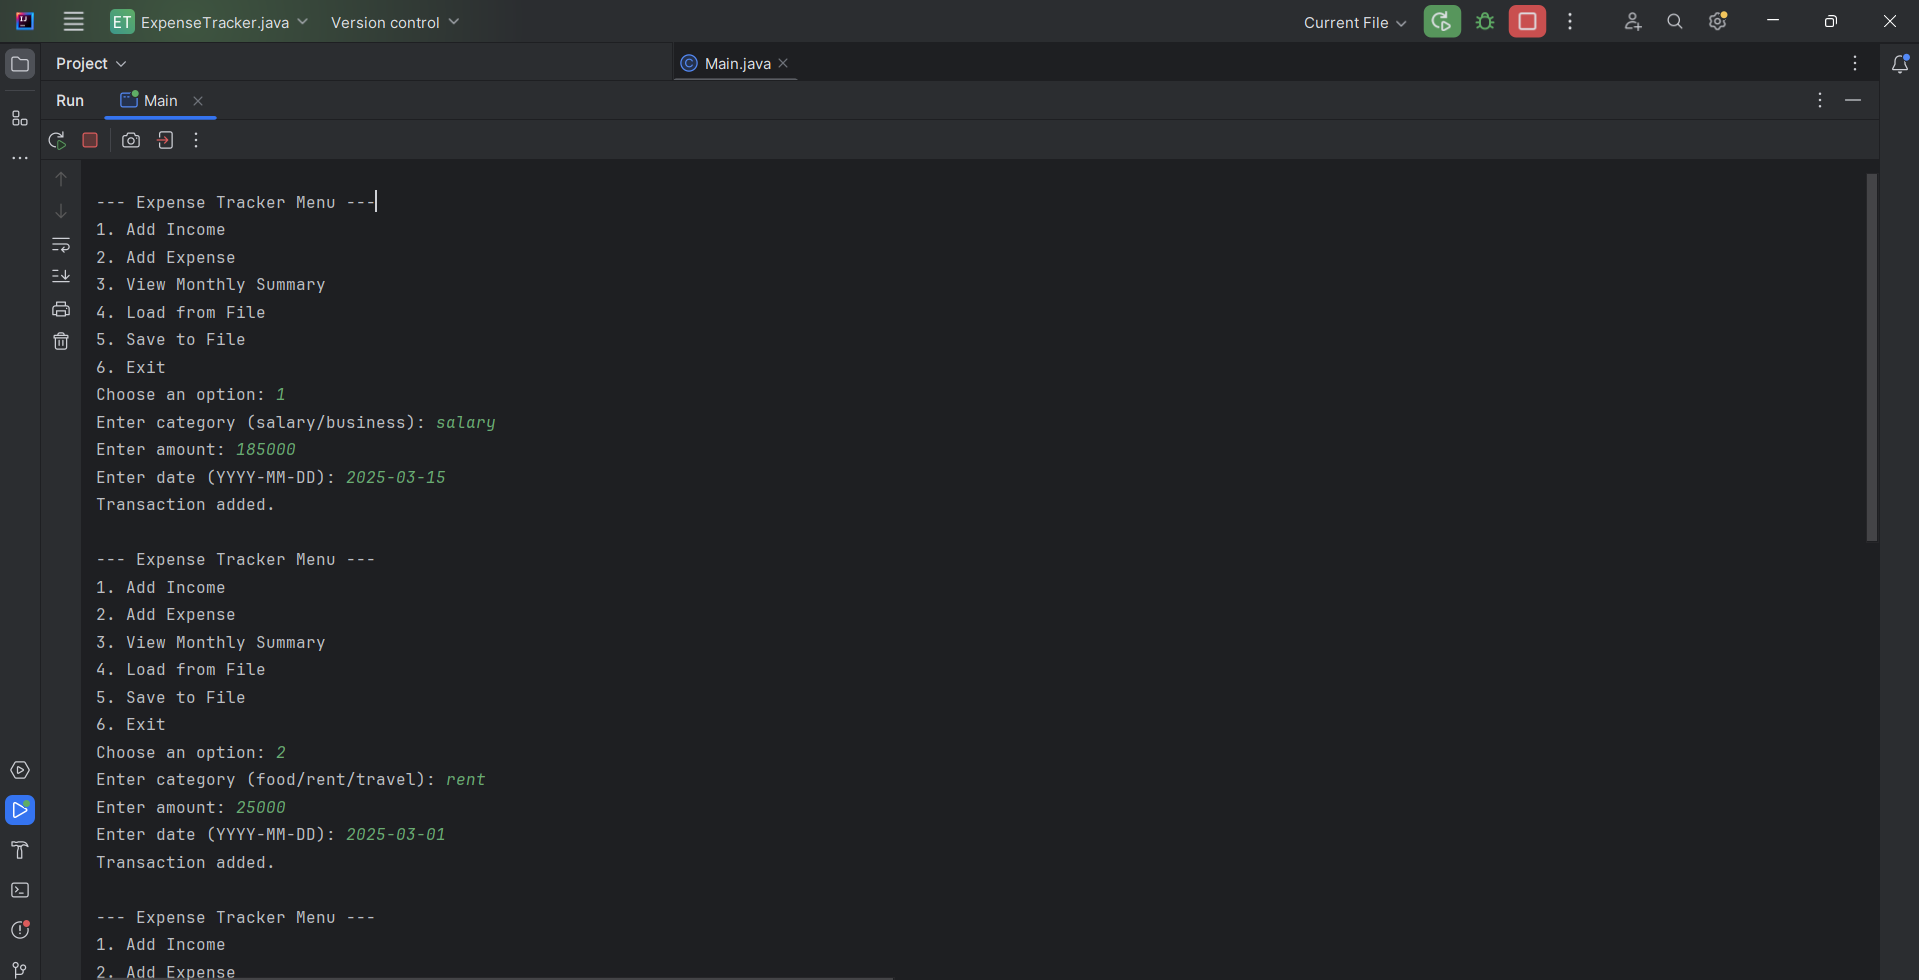 ET ExpenseTracker.java Version control Current File
Project Main.java
Run Main
--- Expense Tracker Menu ---
1. Add Income
2. Add Expense
3. View Monthly Summary
4. Load from File
5. Save to File
6. Exit
Choose an option: 1
Enter category (salary/business): salary
Enter amount: 185000
Enter date (YYYY-MM-DD): 2025-03-15
Transaction added.
--- Expense Tracker Menu ---
1. Add Income
2. Add Expense
3. View Monthly Summary
4. Load from File
5. Save to File
6. Exit
Choose an option: 2
Enter category (food/rent/travel): rent
Enter amount: 25000
Enter date (YYYY-MM-DD): 2025-03-01
Transaction added.
--- Expense Tracker Menu ---
1. Add Income
2. Add Expense